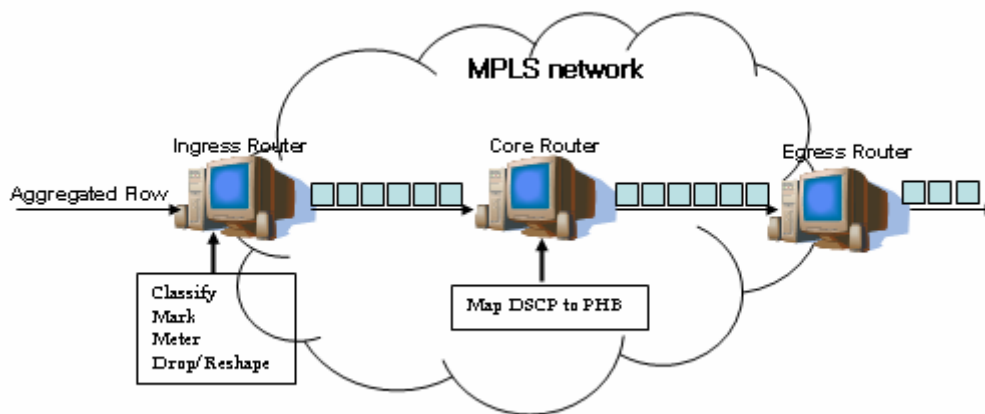 MPLS network
Ingress Router
Core Router
Egress Router
Aggregated Flow
Classify
Mark
Meter
Drop/Reshape
Map DSCP to PHB